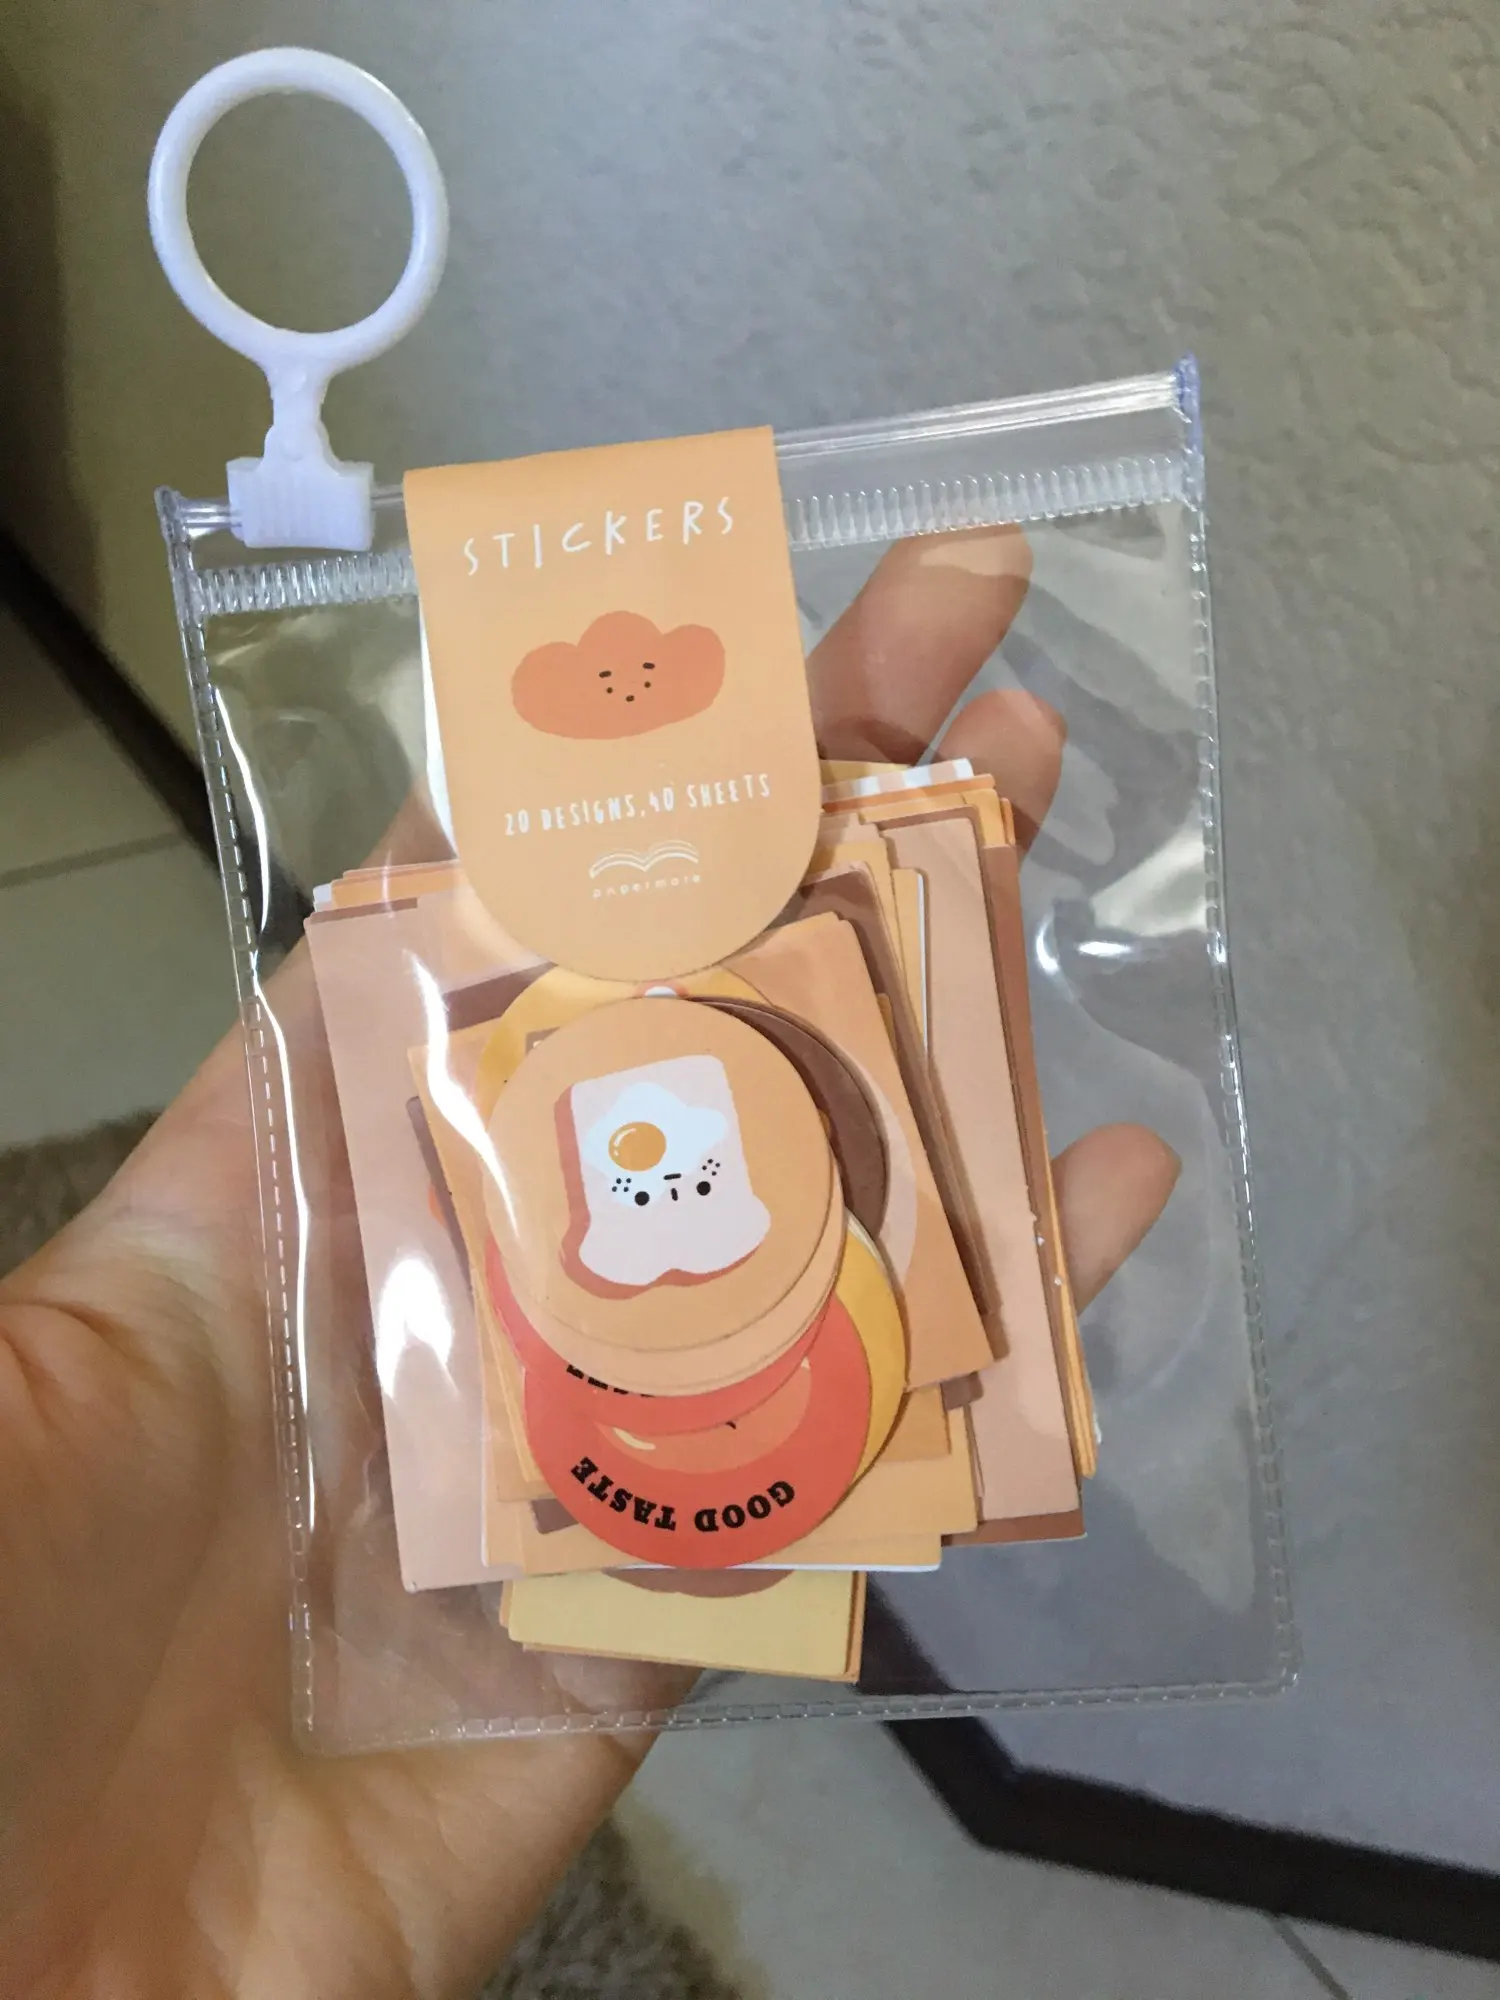 STICKERS
20 DESIGNS, 40 SHEETS
GOOD TASTE